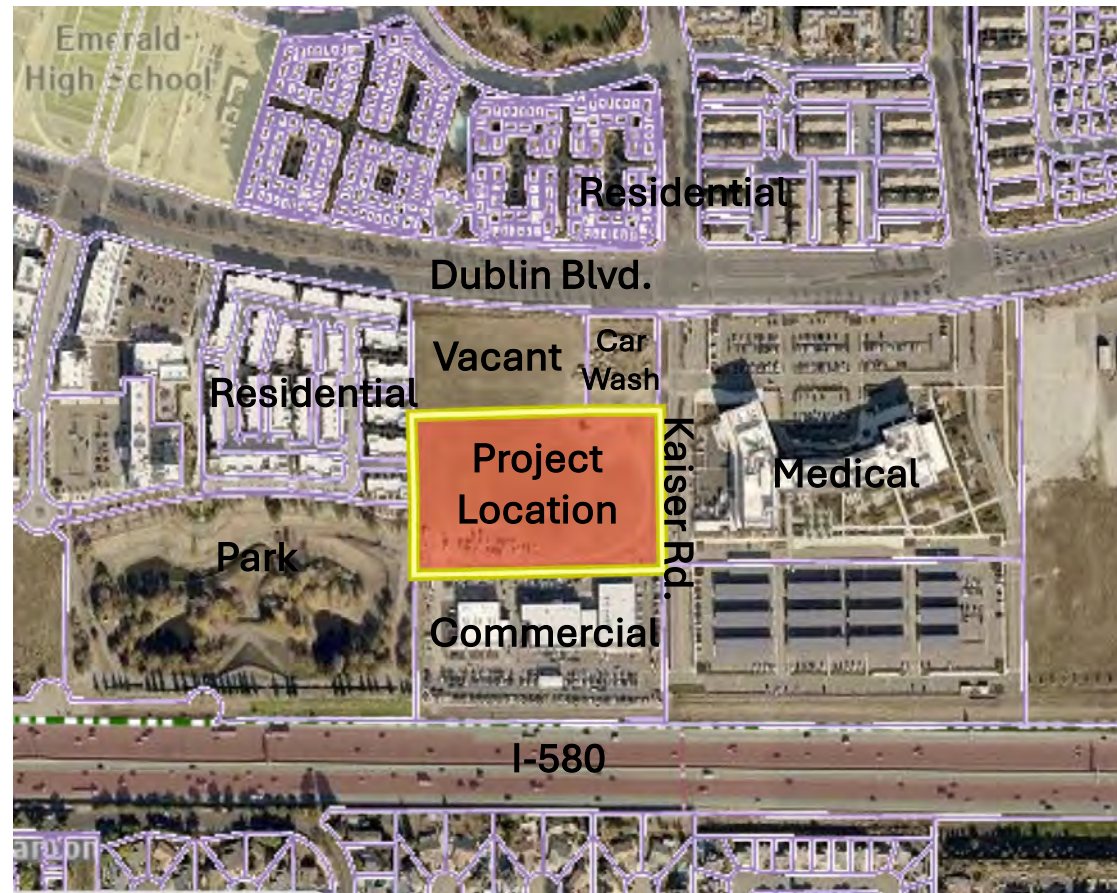 Emerald
High School
Residential
Dublin Blvd.
Vacant
Car
Wash
Residential
Project
Location
Kaiser Rd.
Medical
Park
Commercial
I-580